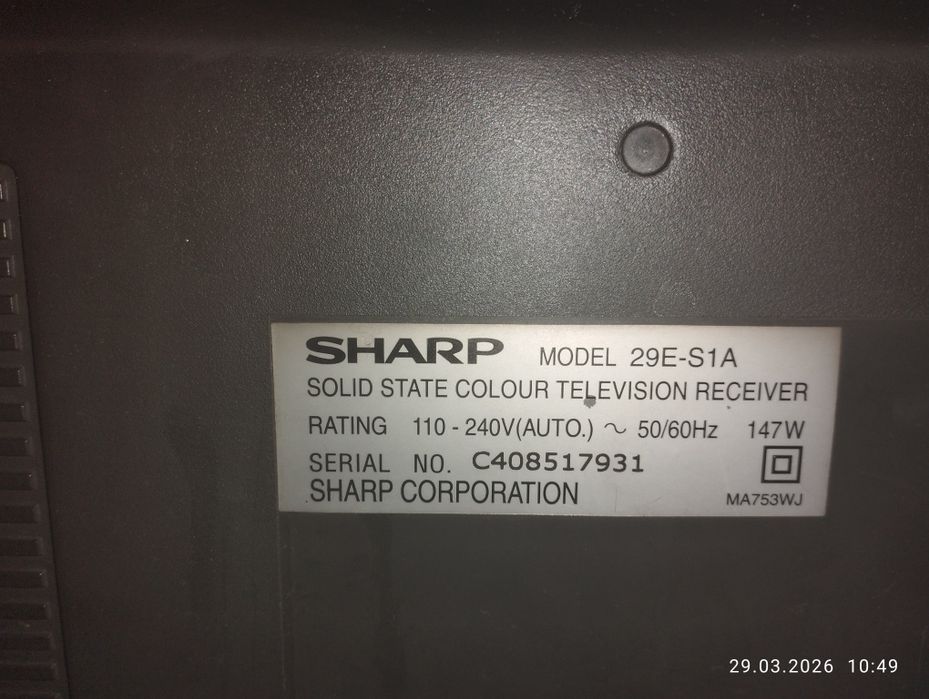 SHARP MODEL 29E-S1A
SOLID STATE COLOUR TELEVISION RECEIVER
RATING 110 - 240V(AUTO.) ~ 50/60Hz 147W
SERIAL NO. C408517931
SHARP CORPORATION MA753WJ
29.03.2026 10:49